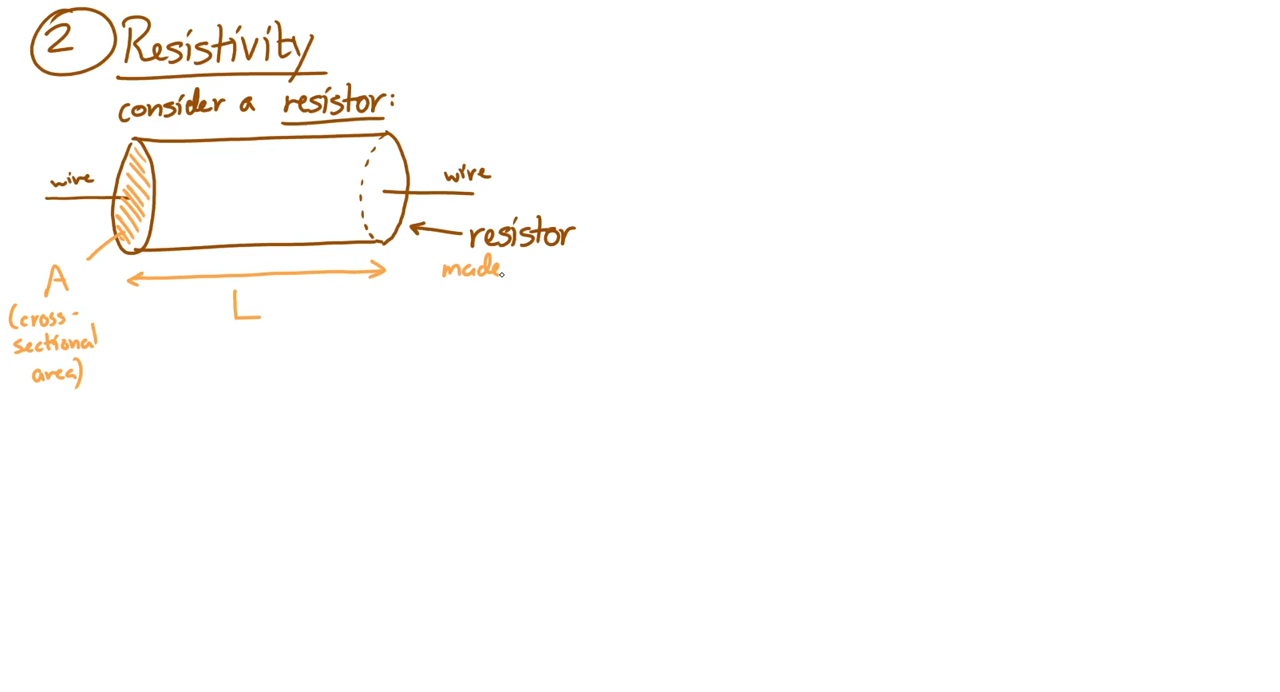 2 Resistivity
consider a resistor:
wire
wire
resistor
made
A
(cross-
sectional
area)
L